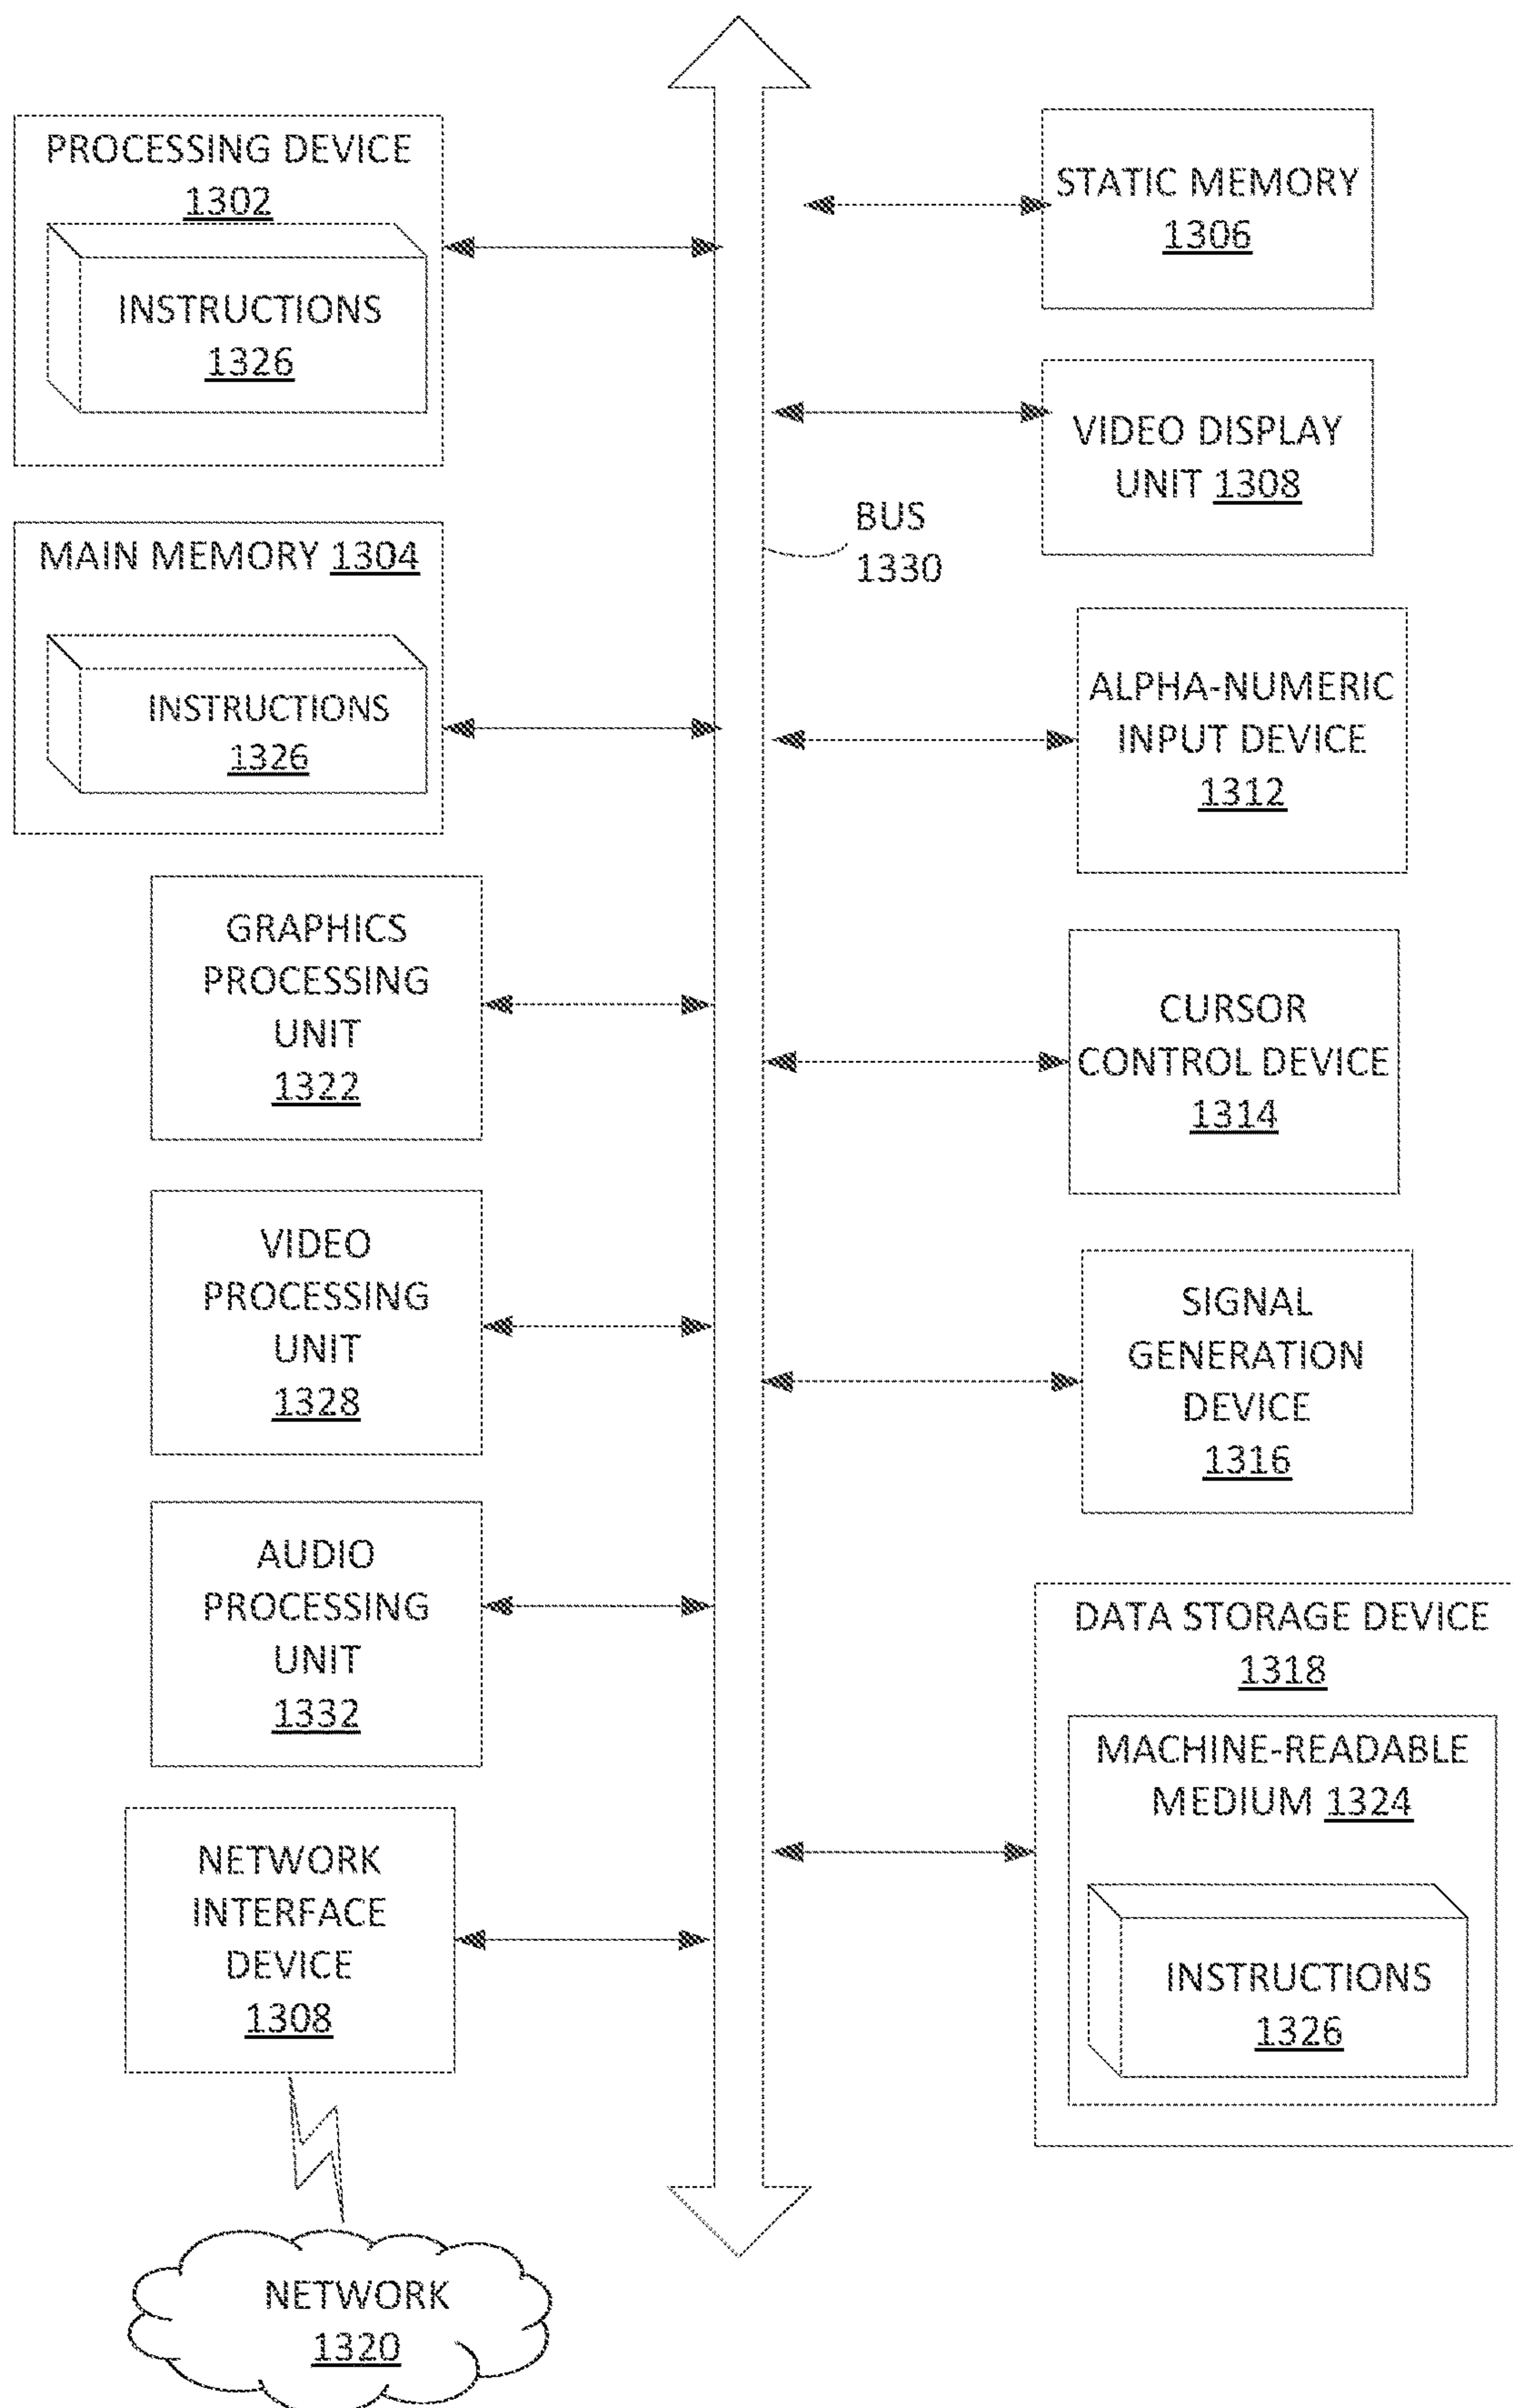 PROCESSING DEVICE
1302
INSTRUCTIONS
1326
MAIN MEMORY 1304
INSTRUCTIONS
1326
GRAPHICS
PROCESSING
UNIT
1322
VIDEO
PROCESSING
UNIT
1328
AUDIO
PROCESSING
UNIT
1332
NETWORK
INTERFACE
DEVICE
1308
NETWORK
1320
BUS
1330
STATIC MEMORY
1306
VIDEO DISPLAY
UNIT 1308
ALPHA-NUMERIC
INPUT DEVICE
1312
CURSOR
CONTROL DEVICE
1314
SIGNAL
GENERATION
DEVICE
1316
DATA STORAGE DEVICE
1318
MACHINE-READABLE
MEDIUM 1324
INSTRUCTIONS
1326